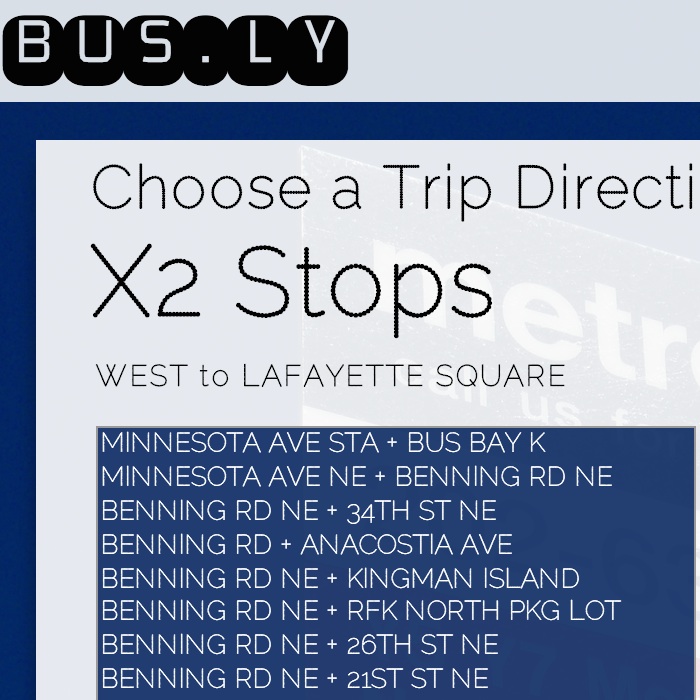 BUS.LY
Choose a Trip Directi
X2 Stops
WEST to LAFAYETTE SQUARE
MINNESOTA AVE STA + BUS BAY K
MINNESOTA AVE NE + BENNING RD NE
BENNING RD NE + 34TH ST NE
BENNING RD + ANACOSTIA AVE
BENNING RD NE + KINGMAN ISLAND
BENNING RD NE + RFK NORTH PKG LOT
BENNING RD NE + 26TH ST NE
BENNING RD NE + 21ST ST NE
metr
us